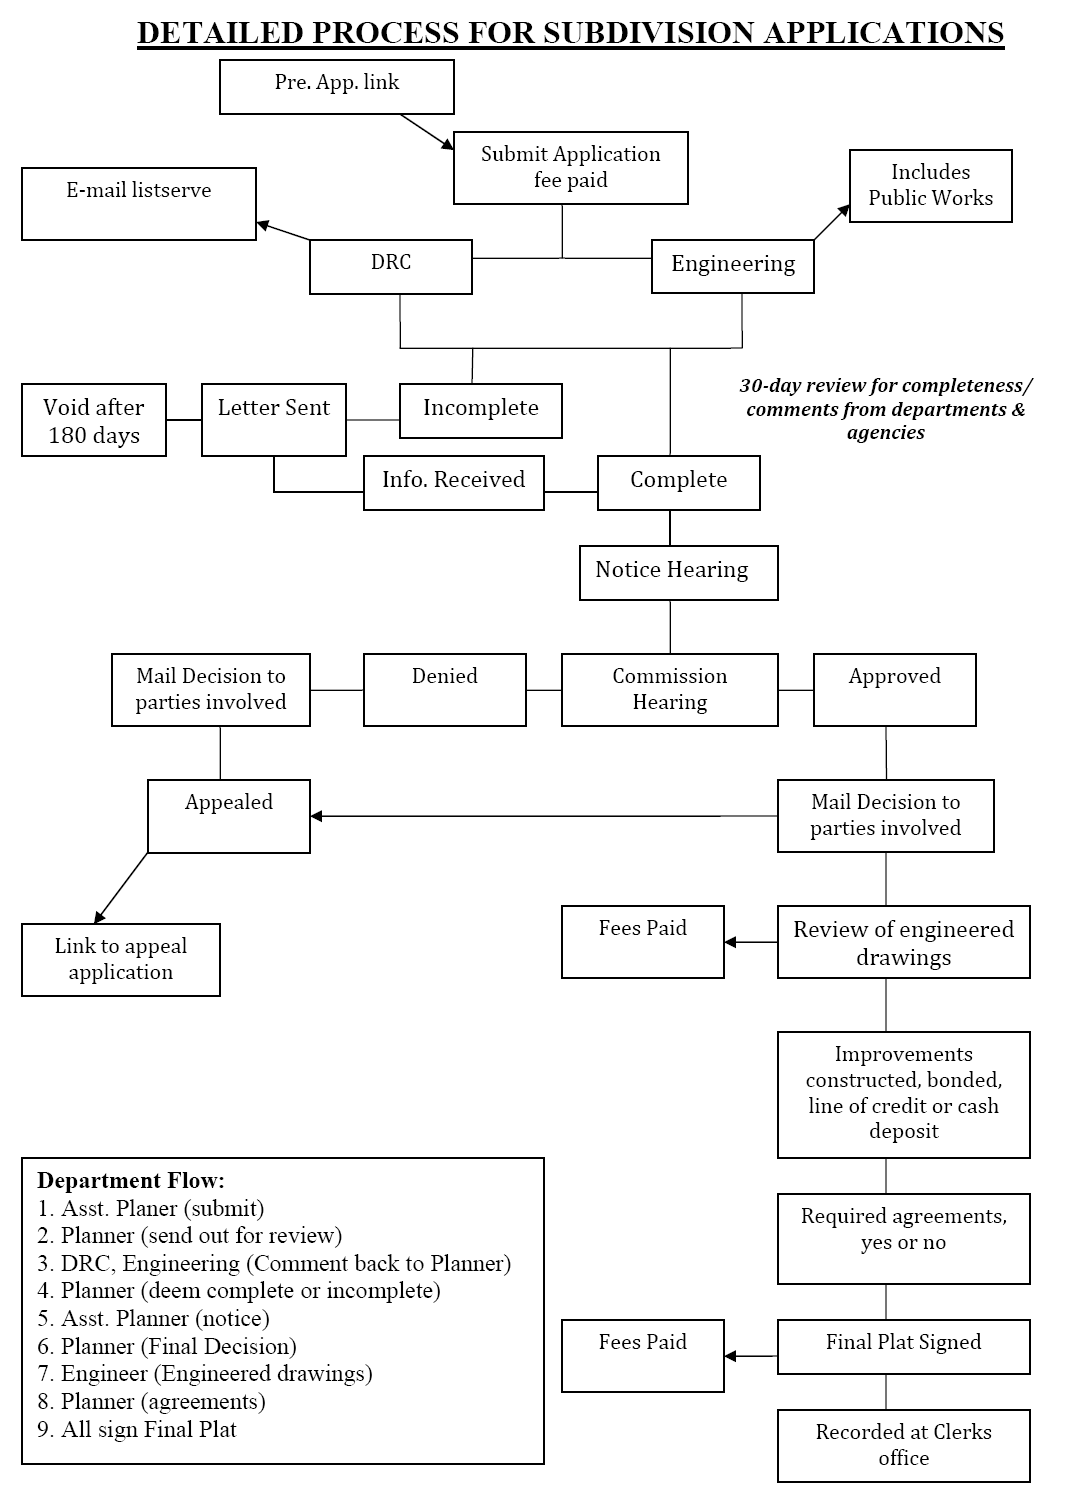 DETAILED PROCESS FOR SUBDIVISION APPLICATIONS
Pre. App. link
Submit Application
fee paid
Includes
Public Works
E-mail listserve
DRC
Engineering
30-day review for completeness/
comments from departments &
agencies
Void after
180 days
Letter Sent
Incomplete
Info. Received
Complete
Notice Hearing
Mail Decision to
parties involved
Denied
Commission
Hearing
Approved
Appealed
Mail Decision to
parties involved
Fees Paid
Review of engineered
drawings
Link to appeal
application
Improvements
constructed, bonded,
line of credit or cash
deposit
Required agreements,
yes or no
Fees Paid
Final Plat Signed
Recorded at Clerks
office
Department Flow:
1. Asst. Planer (submit)
2. Planner (send out for review)
3. DRC, Engineering (Comment back to Planner)
4. Planner (deem complete or incomplete)
5. Asst. Planner (notice)
6. Planner (Final Decision)
7. Engineer (Engineered drawings)
8. Planner (agreements)
9. All sign Final Plat